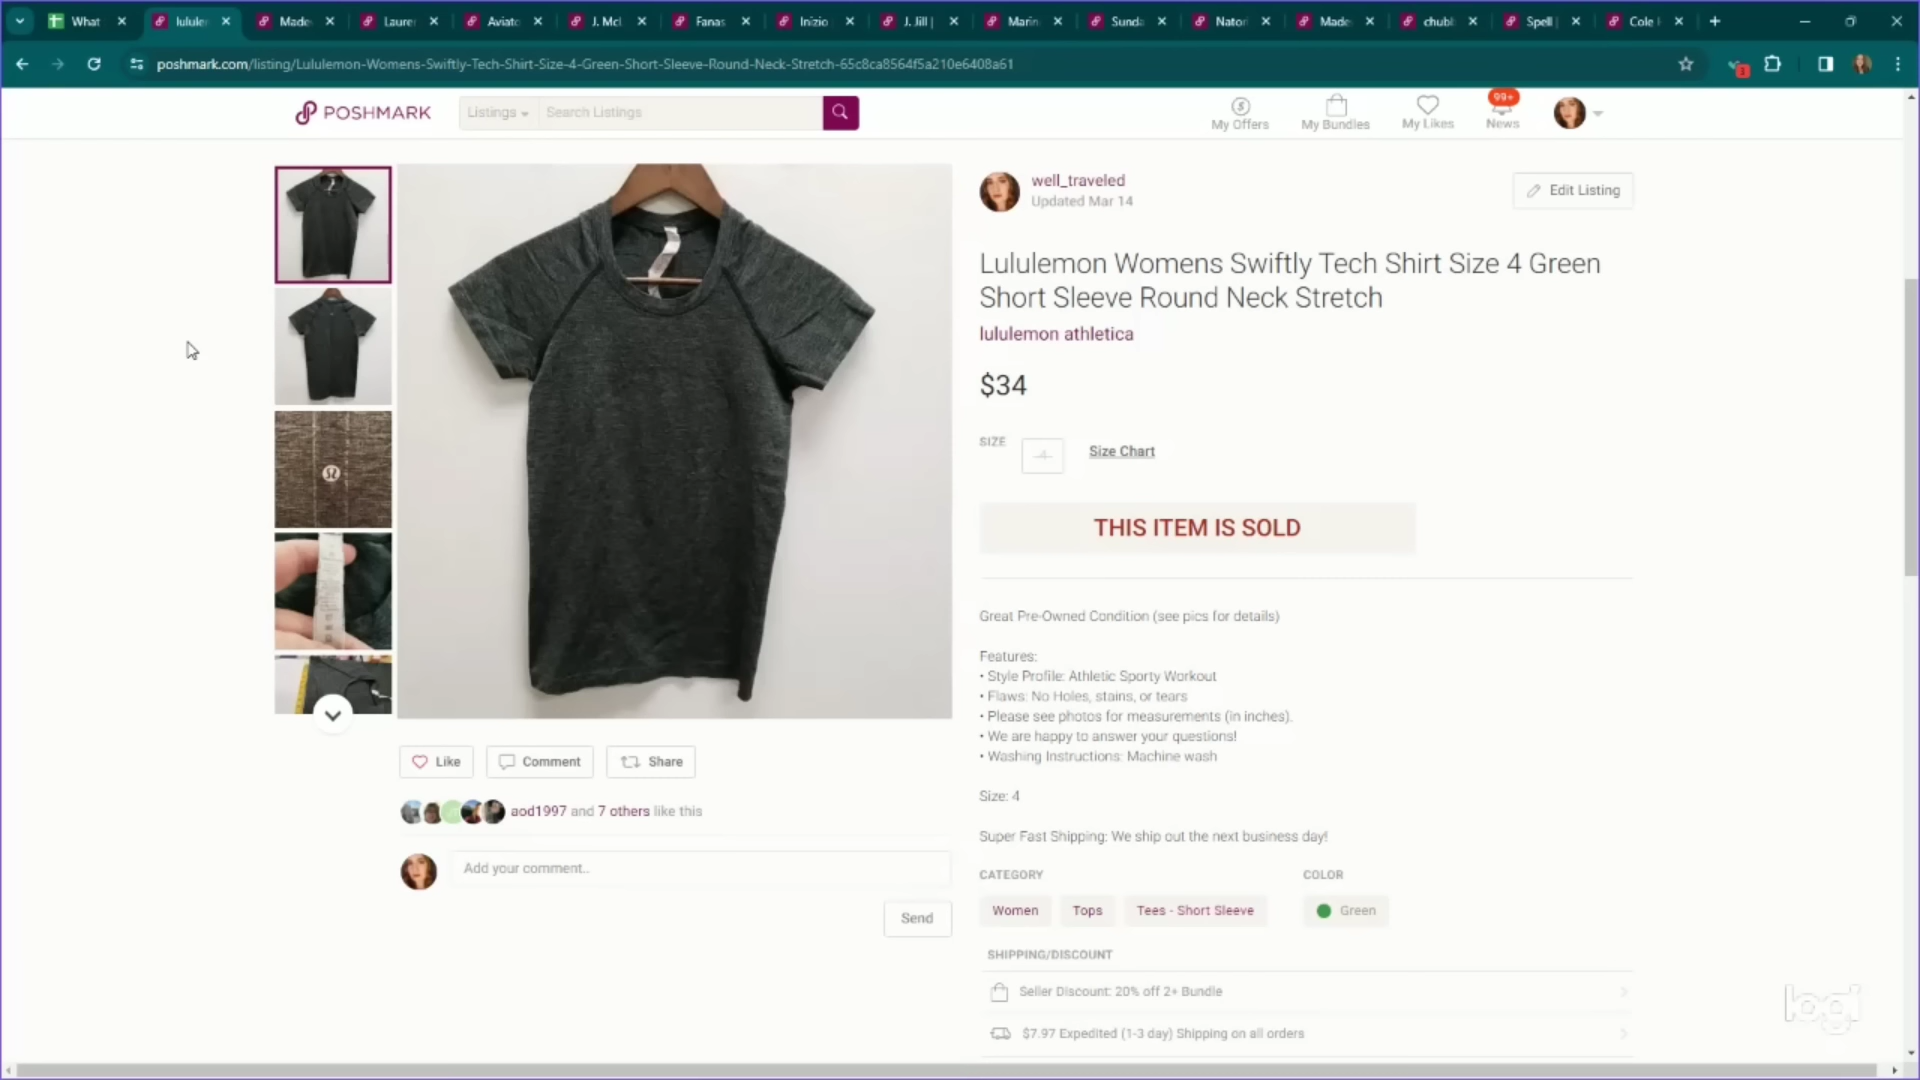 What
lulule
Made
Laure
Aviato
J. Mcl
Fanas
Inizio
J. Jill |
Marin
Sunda
Nator
Made
chubb
Spell |
Cole
poshmark.com/listing/Lululemon-Womens-Swiftly-Tech-Shirt-Size-4-Green-Short-Sleeve-Round-Neck-Stretch-65c8ca8564f5a210e6408a61
POSHMARK
Listings
Search Listings
My Offers
My Bundles
My Likes
99+
News
well_traveled
Updated Mar 14
Edit Listing
Lululemon Womens Swiftly Tech Shirt Size 4 Green
Short Sleeve Round Neck Stretch
lululemon athletica
$34
SIZE
4
Size Chart
THIS ITEM IS SOLD
Great Pre-Owned Condition (see pics for details)
Features:
• Style Profile: Athletic Sporty Workout
• Flaws: No Holes, stains, or tears
• Please see photos for measurements (in inches).
• We are happy to answer your questions!
• Washing Instructions: Machine wash
Size: 4
Super Fast Shipping: We ship out the next business day!
CATEGORY
COLOR
Women
Tops
Tees - Short Sleeve
Green
SHIPPING/DISCOUNT
Seller Discount: 20% off 2+ Bundle
$7.97 Expedited (1-3 day) Shipping on all orders
Like
Comment
Share
aod1997 and 7 others like this
Add your comment..
Send
logi